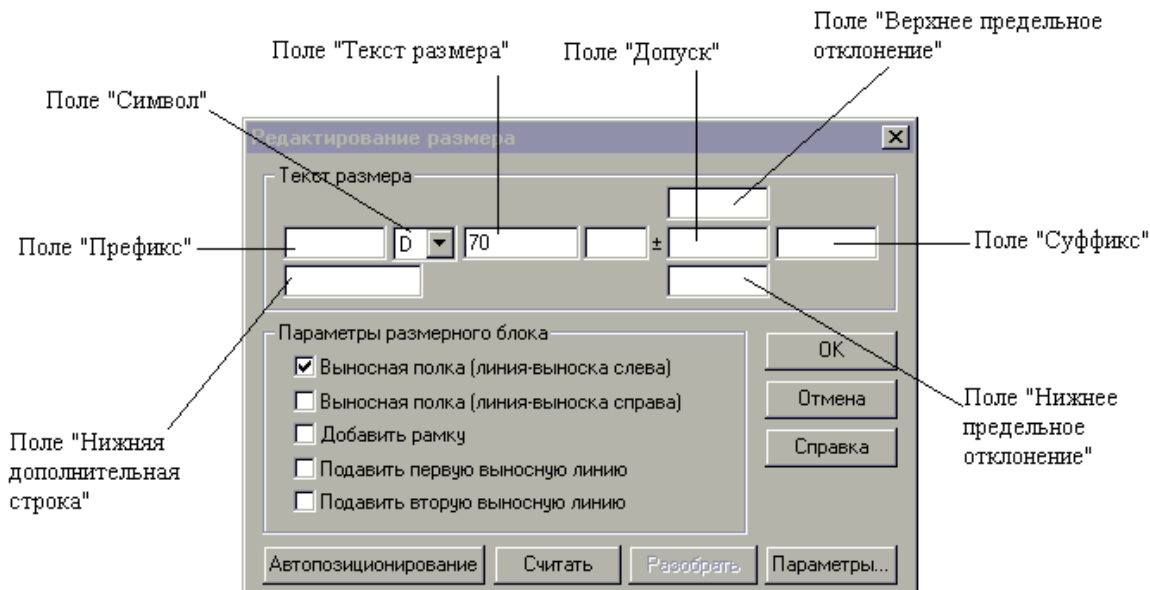 Поле "Верхнее предельное
отклонение"
Поле "Текст размера"
Поле "Допуск"
Поле "Символ"
Редактирование размера
Текст размера
Поле "Префикс"
D
70
±
Поле "Суффикс"
Параметры размерного блока
Выносная полка (линия-выноска слева)
Выносная полка (линия-выноска справа)
Добавить рамку
Подавить первую выносную линию
Подавить вторую выносную линию
OK
Отмена
Справка
Поле "Нижнее
предельное
отклонение"
Поле "Нижняя
дополнительная
строка"
Автопозиционирование
Считать
Разобрать
Параметры...